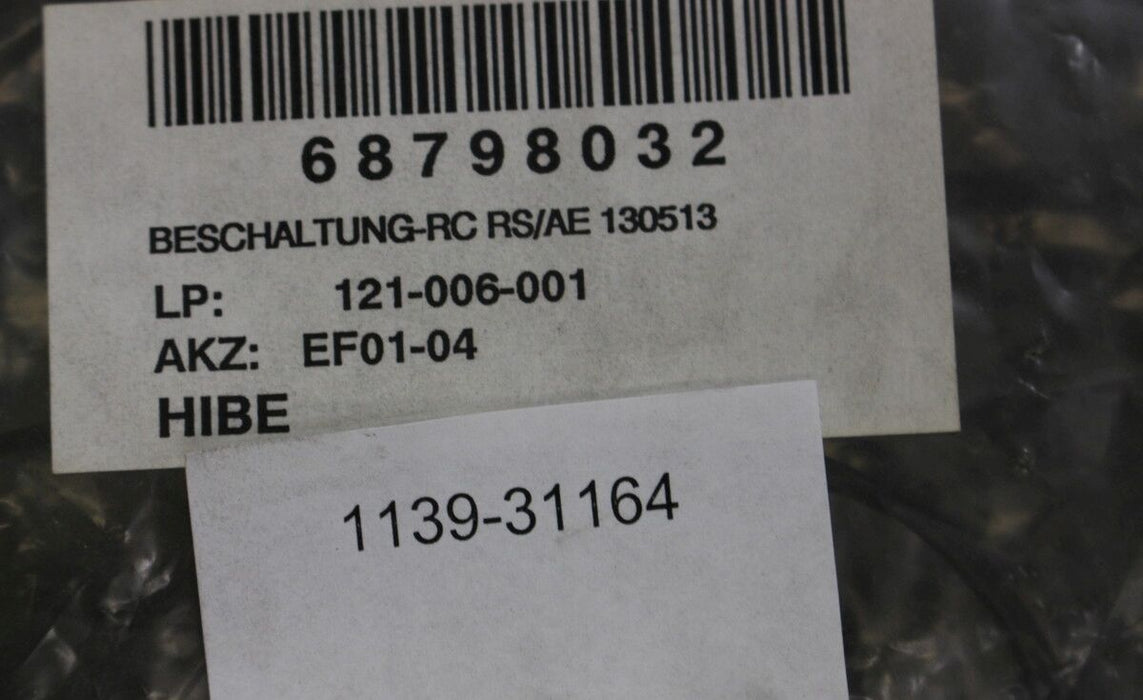 68798032
BESCHALTUNG-RC RS/AE 130513
LP: 121-006-001
AKZ: EF01-04
HIBE
1139-31164